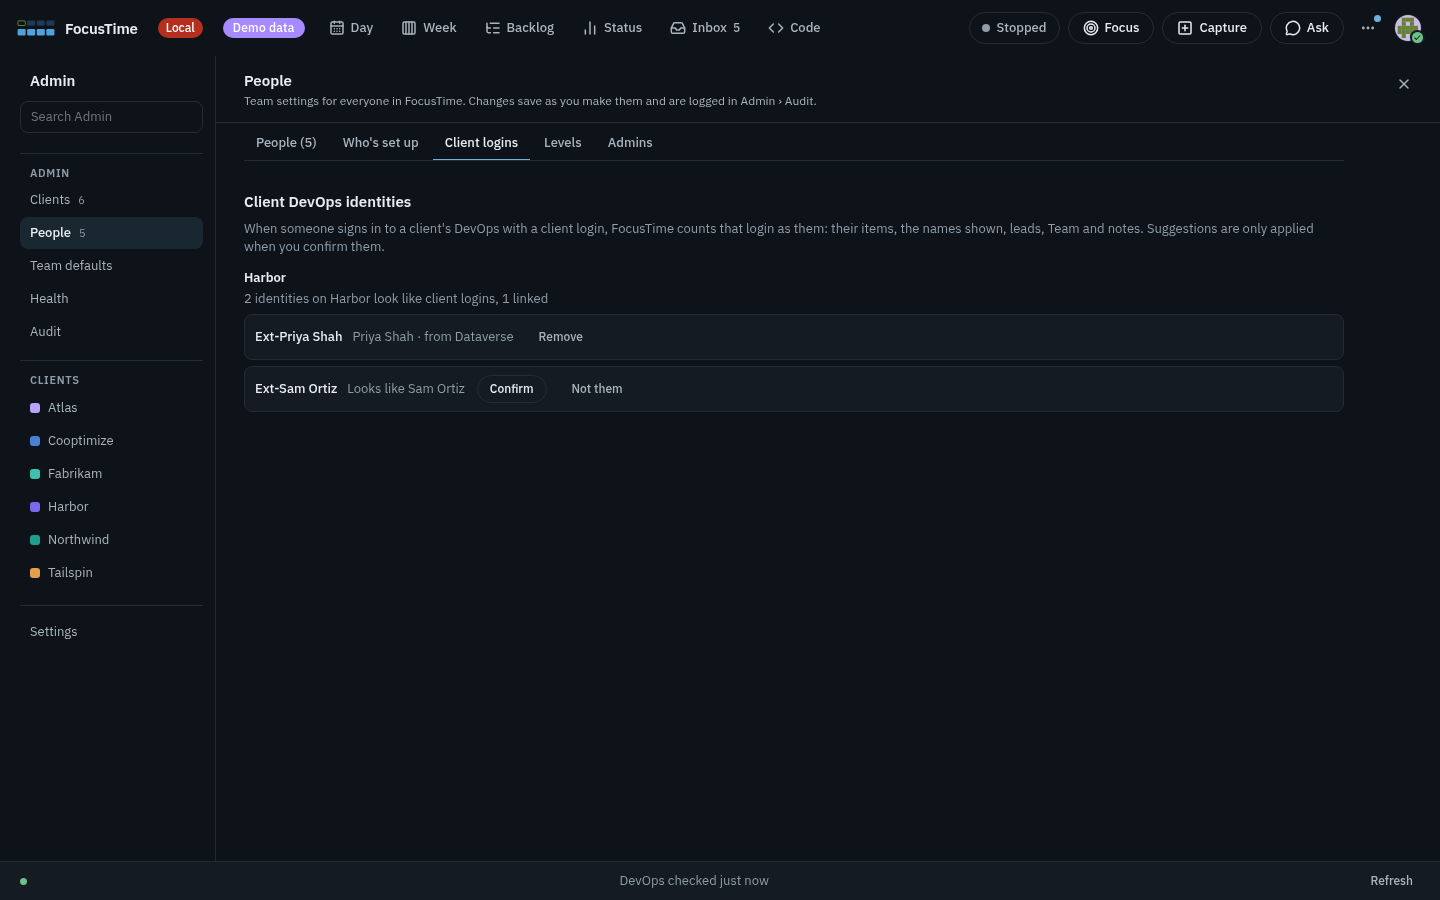 FocusTime
Local
Demo data
Day
Week
Backlog
Status
Inbox 5
Code
Stopped
Focus
Capture
Ask
Admin
Search Admin
ADMIN
Clients 6
People 5
Team defaults
Health
Audit
CLIENTS
Atlas
Cooptimize
Fabrikam
Harbor
Northwind
Tailspin
Settings
People
Team settings for everyone in FocusTime. Changes save as you make them and are logged in Admin › Audit.
People (5)
Who's set up
Client logins
Levels
Admins
Client DevOps identities
When someone signs in to a client's DevOps with a client login, FocusTime counts that login as them: their items, the names shown, leads, Team and notes. Suggestions are only applied
when you confirm them.
Harbor
2 identities on Harbor look like client logins, 1 linked
Ext-Priya Shah Priya Shah · from Dataverse Remove
Ext-Sam Ortiz Looks like Sam Ortiz Confirm Not them
DevOps checked just now
Refresh